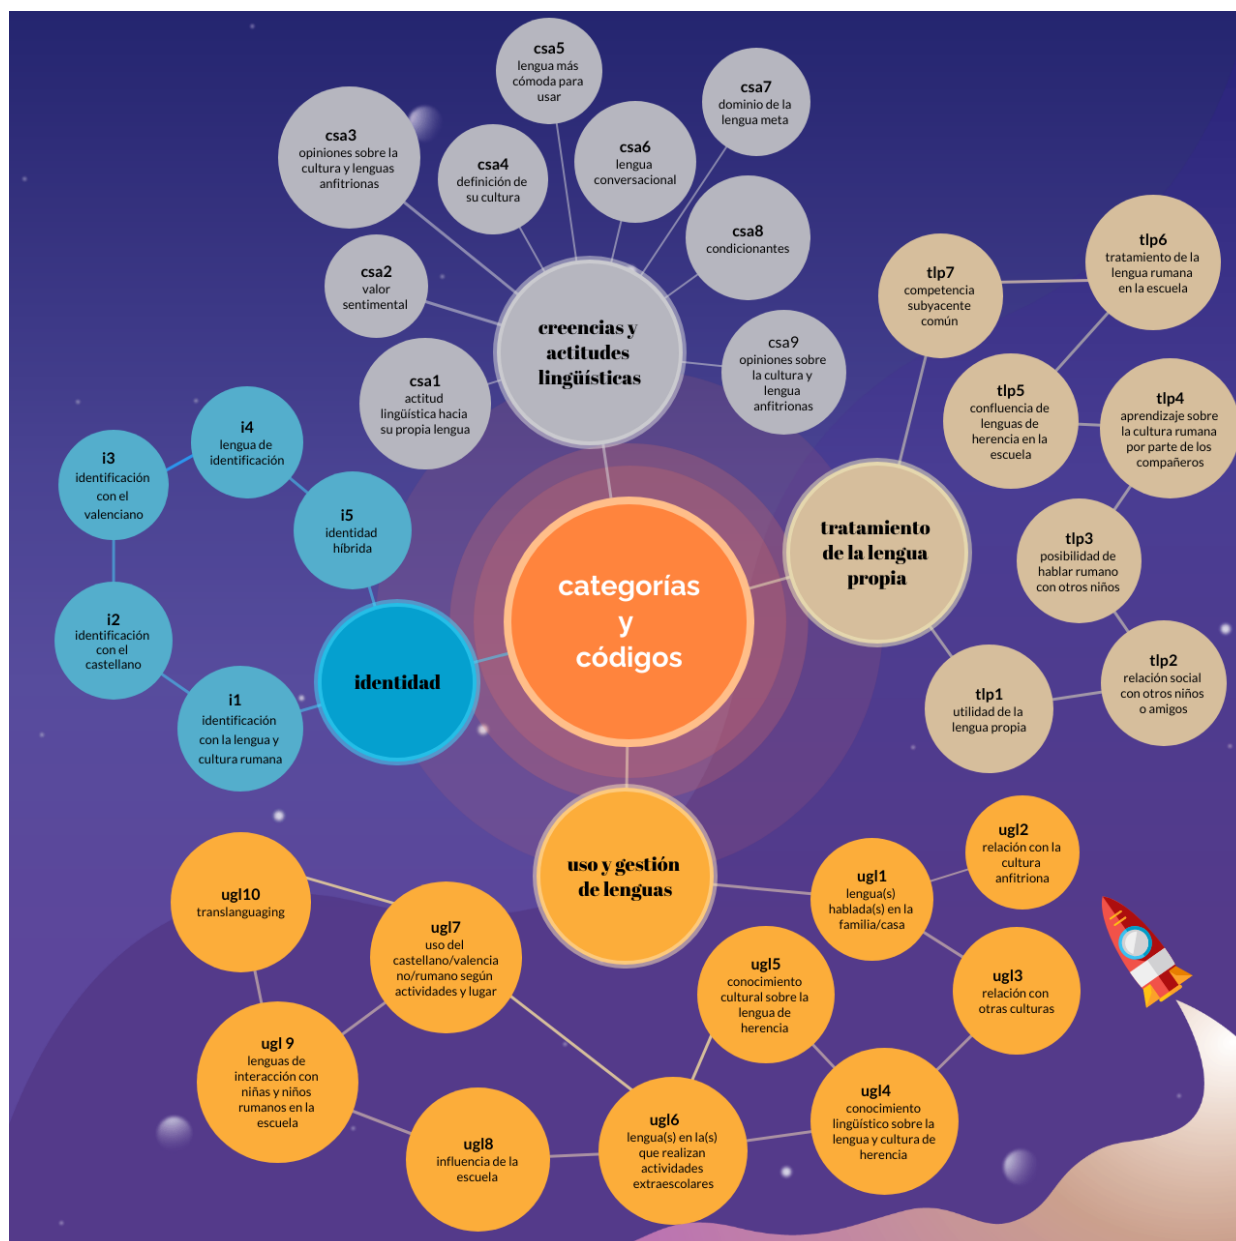 categorías
y
códigos
creencias y
actitudes
lingüísticas
csa1
actitud
lingüística hacia
su propia lengua
csa2
valor
sentimental
csa3
opiniones sobre la
cultura y lenguas
anfitrionas
csa4
definición de
su cultura
csa5
lengua más
cómoda para
usar
csa6
lengua
conversacional
csa7
dominio de la
lengua meta
csa8
condicionantes
csa9
opiniones sobre
la cultura y
lengua
anfitrionas
tratamiento
de la lengua
propia
tlp1
utilidad de la
lengua propia
tlp2
relación social
con otros niños
o amigos
tlp3
posibilidad de
hablar rumano
con otros niños
tlp4
aprendizaje sobre
la cultura rumana
por parte de los
compañeros
tlp5
confluencia de
lenguas de
herencia en la
escuela
tlp6
tratamiento de la
lengua rumana
en la escuela
tlp7
competencia
subyacente
común
identidad
i1
identificación
con la lengua y
cultura rumana
i2
identificación
con el
castellano
i3
identificación
con el
valenciano
i4
lengua de
identificación
i5
identidad
híbrida
uso y gestión
de lenguas
ugl1
lengua(s)
hablada(s) en la
familia/casa
ugl2
relación con la
cultura
anfitriona
ugl3
relación con
otras culturas
ugl4
conocimiento
lingüístico sobre la
lengua y cultura de
herencia
ugl5
conocimiento
cultural sobre la
lengua de
herencia
ugl6
lengua(s) en la(s)
que realizan
actividades
extraescolares
ugl7
uso del
castellano/valencia
no/rumano según
actividades y lugar
ugl8
influencia de la
escuela
ugl 9
lenguas de
interacción con
niñas y niños
rumanos en la
escuela
ugl10
translanguaging